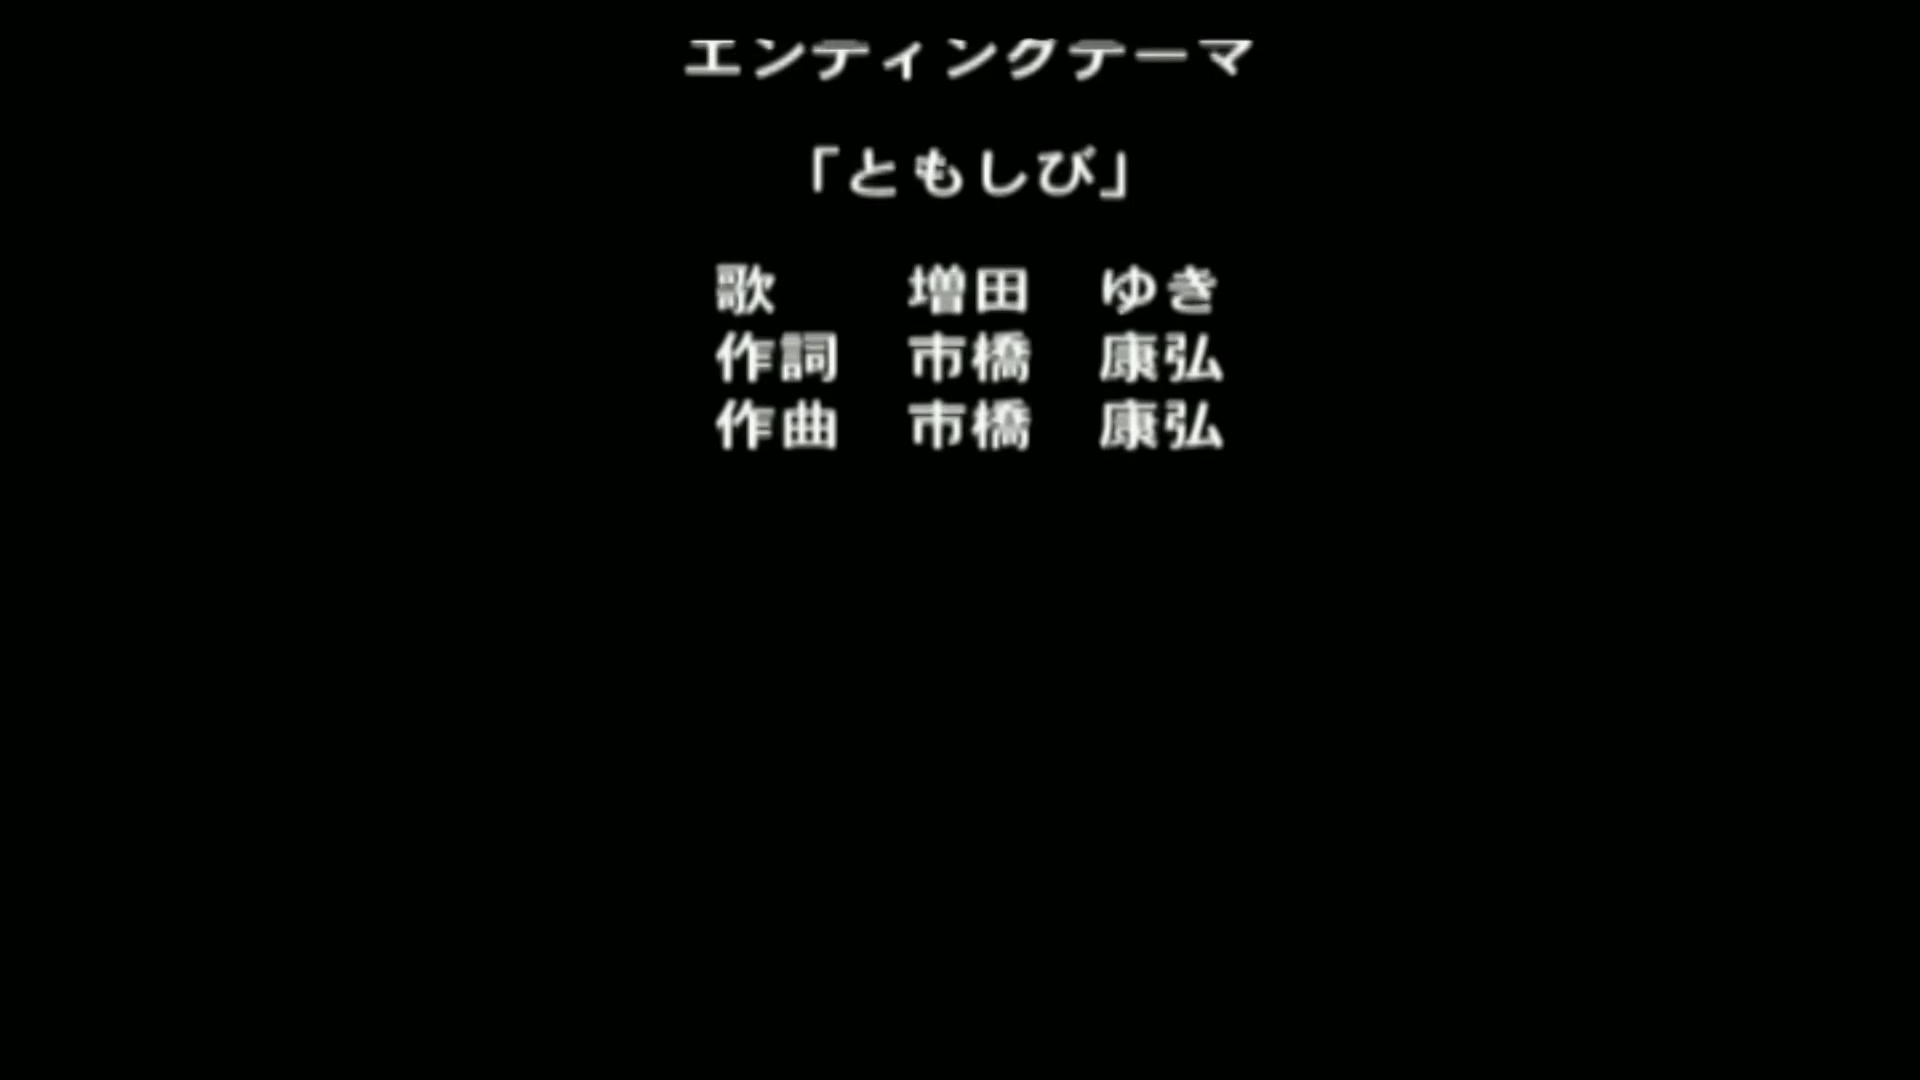 エンディングテーマ
「ともしび」
歌　　増田　ゆき
作詞　市橋　康弘
作曲　市橋　康弘